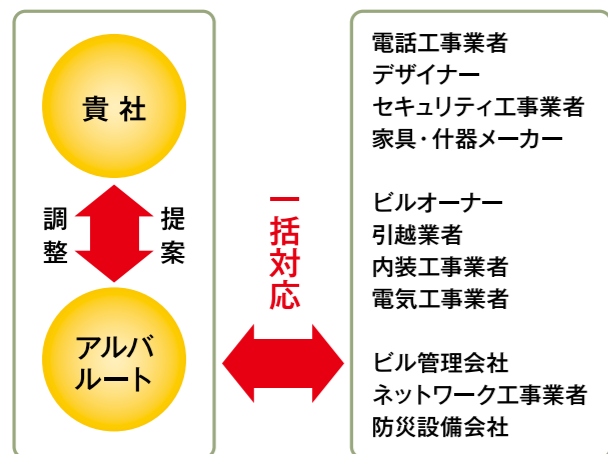 貴社
調整
提案
アルバ
ルート
一括対応
電話工事業者
デザイナー
セキュリティ工事業者
家具・什器メーカー
ビルオーナー
引越業者
内装工事業者
電気工事業者
ビル管理会社
ネットワーク工事業者
防災設備会社